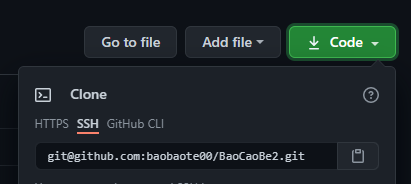 Go to file Add file Code
Clone
HTTPS SSH GitHub CLI
git@github.com:baobaote00/BaoCaoBe2.git